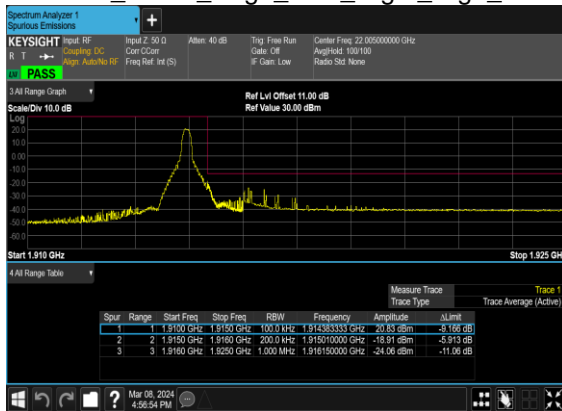 Spectrum Analyzer 1
Spurious Emissions
+
KEYSIGHT Input: RF Input Z: 50 Ω Atten: 40 dB Trig: Free Run Center Freq: 22.005000000 GHz
R T Coupling: DC Corr CCorr Gate: Off Avg|Hold: 100/100
Align: Auto/No RF Freq Ref: Int (S) IF Gain: Low Radio Std: None
PASS
3 All Range Graph
Ref Lvl Offset 11.00 dB
Scale/Div 10.0 dB Ref Value 30.00 dBm
Log
20.0
10.0
0.00
-10.0
-20.0
-30.0
-40.0
-50.0
-60.0
Start 1.910 GHz Stop 1.925 GH
4 All Range Table
Measure Trace Trace 1
Trace Type Trace Average (Active)
Spur Range Start Freq Stop Freq RBW Frequency Amplitude ΔLimit
1 1 1.9100 GHz 1.9150 GHz 100.0 kHz 1.914383333 GHz 20.83 dBm -9.166 dB
2 2 1.9150 GHz 1.9160 GHz 200.0 kHz 1.915010000 GHz -18.91 dBm -5.913 dB
3 3 1.9160 GHz 1.9250 GHz 1.000 MHz 1.916150000 GHz -24.06 dBm -11.06 dB
? Mar 08, 2024
4:56:54 PM